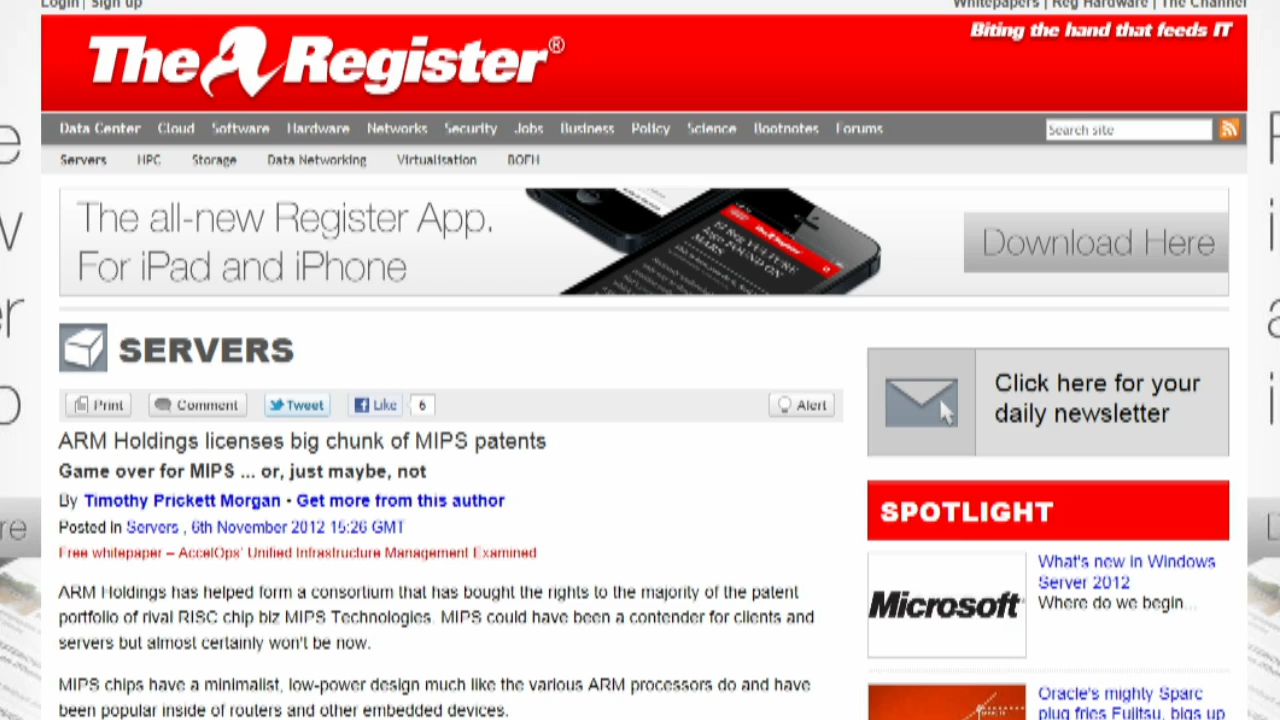 Login | Sign up
Whitepapers | Reg Hardware | The Channel
The Register®
Biting the hand that feeds IT
Data Center Cloud Software Hardware Networks Security Jobs Business Policy Science Bootnotes Forums
Search site
Servers HPC Storage Data Networking Virtualisation BOFH
The all-new Register App.
For iPad and iPhone
Download Here
SERVERS
Print Comment Tweet Like 6 Alert
Click here for your
daily newsletter
ARM Holdings licenses big chunk of MIPS patents
Game over for MIPS ... or, just maybe, not
By Timothy Prickett Morgan • Get more from this author
Posted in Servers, 6th November 2012 15:26 GMT
Free whitepaper – AccelOps' Unified Infrastructure Management Examined
ARM Holdings has helped form a consortium that has bought the rights to the majority of the patent
portfolio of rival RISC chip biz MIPS Technologies. MIPS could have been a contender for clients and
servers but almost certainly won't be now.
MIPS chips have a minimalist, low-power design much like the various ARM processors do and have
been popular inside of routers and other embedded devices.
SPOTLIGHT
Microsoft
What's new in Windows
Server 2012
Where do we begin...
Oracle's mighty Sparc
plug fries Fujitsu, bigs up